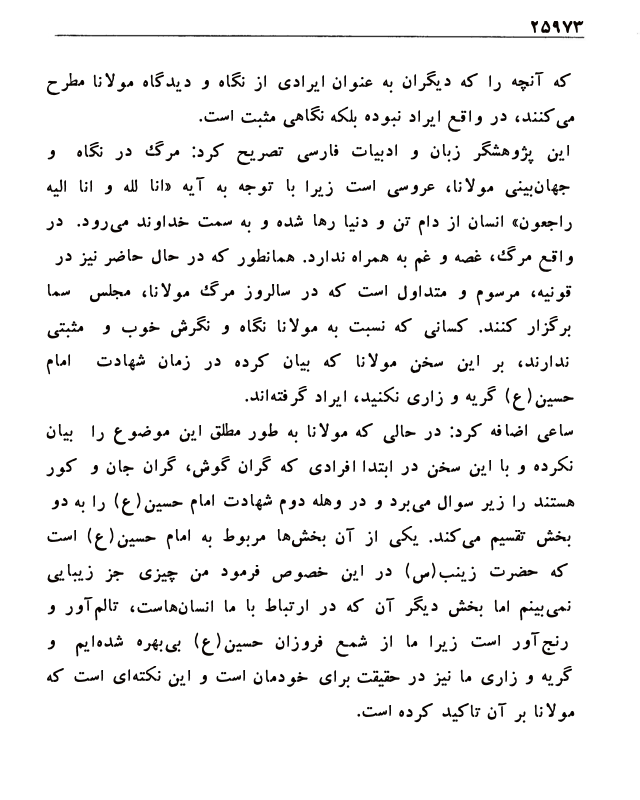 ۲۵۹۷۳
که آنچه را که دیگران به عنوان ایرادی از نگاه و دیدگاه مولانا مطرح
می‌کنند، در واقع ایراد نبوده بلکه نگاهی مثبت است.
این پژوهشگر زبان و ادبیات فارسی تصریح کرد: مرگ در نگاه و
جهان‌بینی مولانا، عروسی است زیرا با توجه به آیه «انا لله و انا الیه
راجعون» انسان از دام تن و دنیا رها شده و به سمت خداوند می‌رود. در
واقع مرگ، غصه و غم به همراه ندارد. همانطور که در حال حاضر نیز در
قونیه، مرسوم و متداول است که در سالروز مرگ مولانا، مجلس سما
برگزار کنند. کسانی که نسبت به مولانا نگاه و نگرش خوب و مثبتی
ندارند، بر این سخن مولانا که بیان کرده در زمان شهادت امام
حسین(ع) گریه و زاری نکنید، ایراد گرفته‌اند.
ساعی اضافه کرد: در حالی که مولانا به طور مطلق این موضوع را بیان
نکرده و با این سخن در ابتدا افرادی که گران گوش، گران جان و کور
هستند را زیر سوال می‌برد و در وهله دوم شهادت امام حسین(ع) را به دو
بخش تقسیم می‌کند. یکی از آن بخش‌ها مربوط به امام حسین(ع) است
که حضرت زینب(س) در این خصوص فرمود من چیزی جز زیبایی
نمی‌بینم اما بخش دیگر آن که در ارتباط با ما انسان‌هاست، تالم‌آور و
رنج‌آور است زیرا ما از شمع فروزان حسین(ع) بی‌بهره شده‌ایم و
گریه و زاری ما نیز در حقیقت برای خودمان است و این نکته‌ای است که
مولانا بر آن تاکید کرده است.